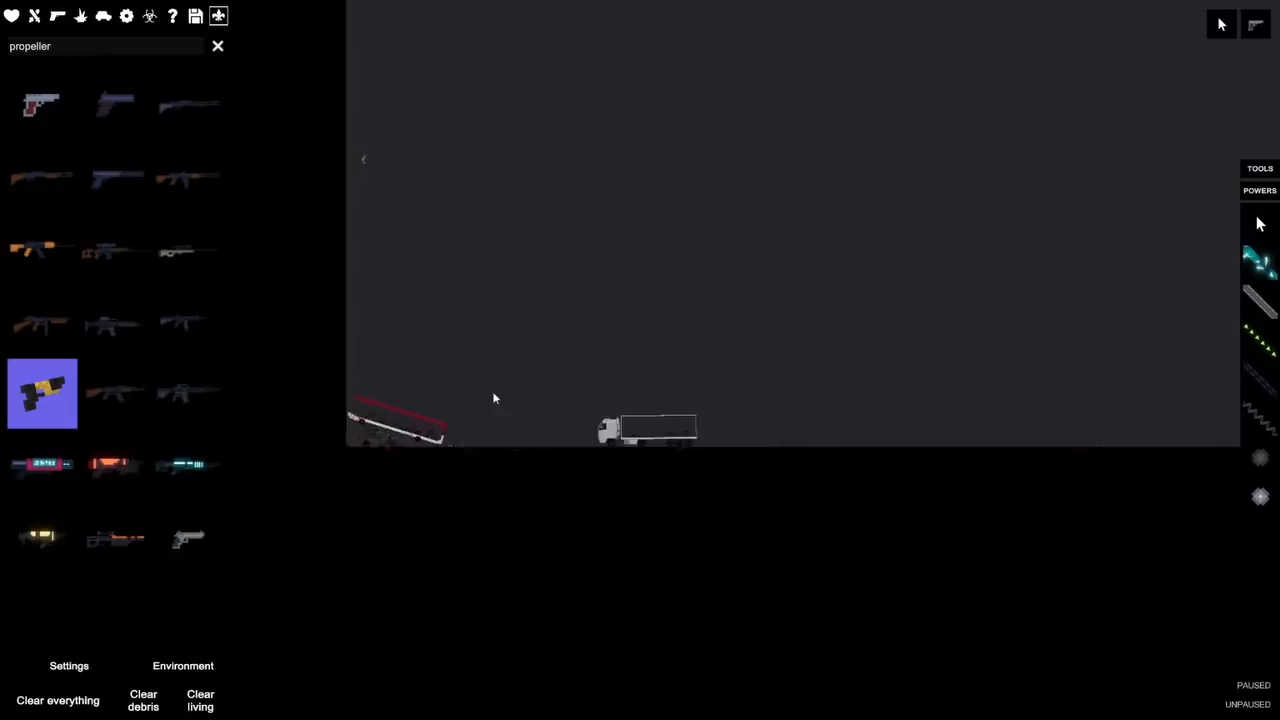 propeller
TOOLS
POWERS
Settings
Environment
Clear everything
Clear debris
Clear living
PAUSED
UNPAUSED